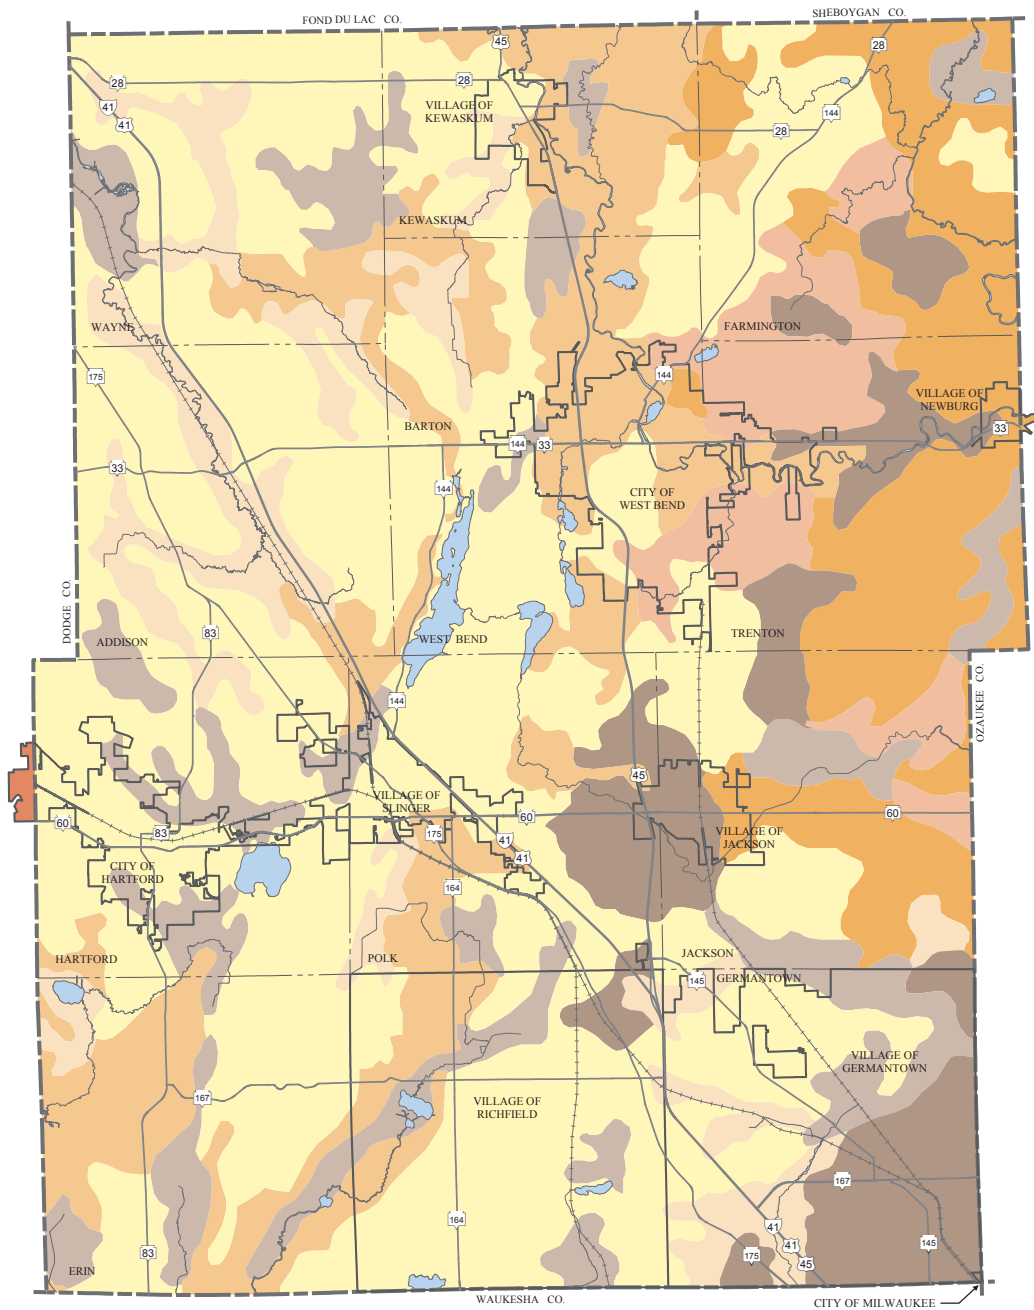 FOND DU LAC CO.
SHEBOYGAN CO.
45
28
28
28
41
41
144
28
VILLAGE OF
KEWASKUM
KEWASKUM
WAYNE
FARMINGTON
175
144
VILLAGE OF
NEWBURG
BARTON
33
144
33
33
144
CITY OF
WEST BEND
DODGE CO.
83
ADDISON
WEST BEND
TRENTON
OZAUKEE CO.
144
45
VILLAGE OF
SLINGER
60
83
175
60
60
VILLAGE OF
JACKSON
41
41
CITY OF
HARTFORD
164
HARTFORD
POLK
JACKSON
145
GERMANTOWN
VILLAGE OF
GERMANTOWN
167
VILLAGE OF
RICHFIELD
167
164
83
41
41
45
175
145
ERIN
WAUKESHA CO.
CITY OF MILWAUKEE